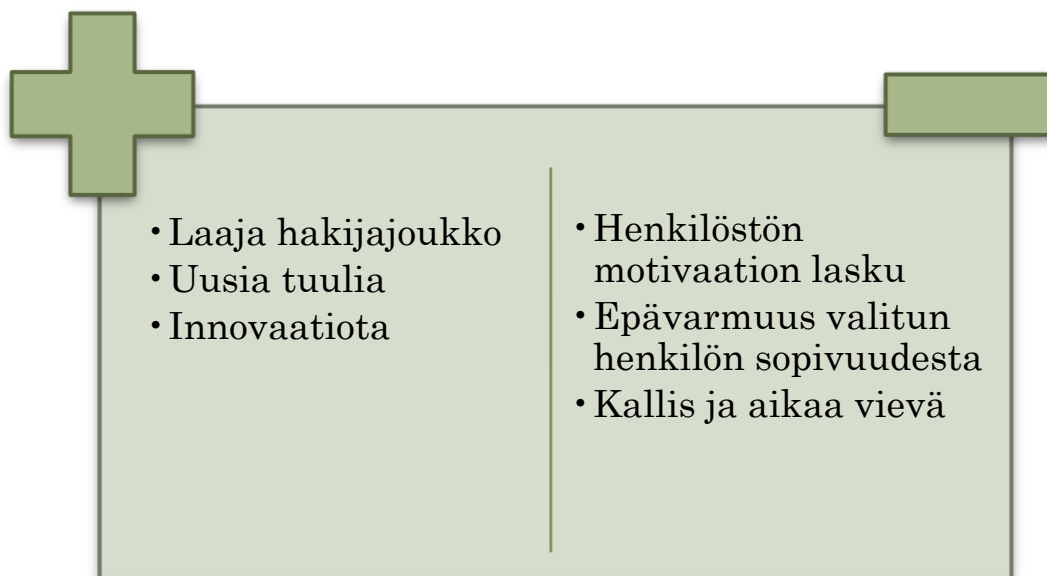 • Laaja hakijajoukko
• Uusia tuulia
• Innovaatiota
• Henkilöstön
motivaation lasku
• Epävarmuus valitun
henkilön sopivuudesta
• Kallis ja aikaa vievä